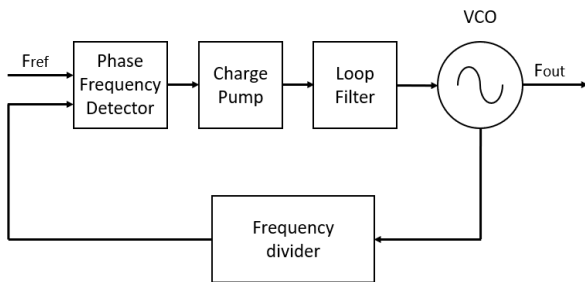 VCO
Fref
Phase
Frequency
Detector
Charge
Pump
Loop
Filter
Fout
Frequency
divider